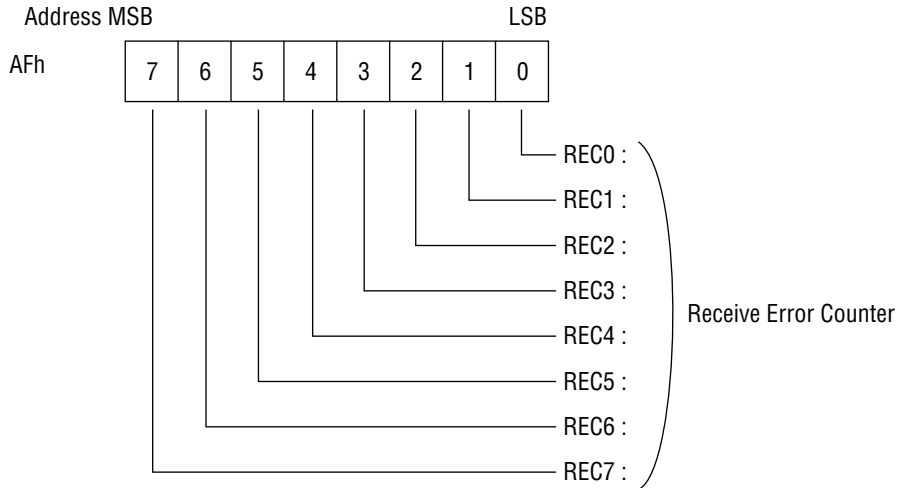 Address MSB LSB
AFh 7 6 5 4 3 2 1 0
REC0 :
REC1 :
REC2 :
REC3 :
Receive Error Counter
REC4 :
REC5 :
REC6 :
REC7 :